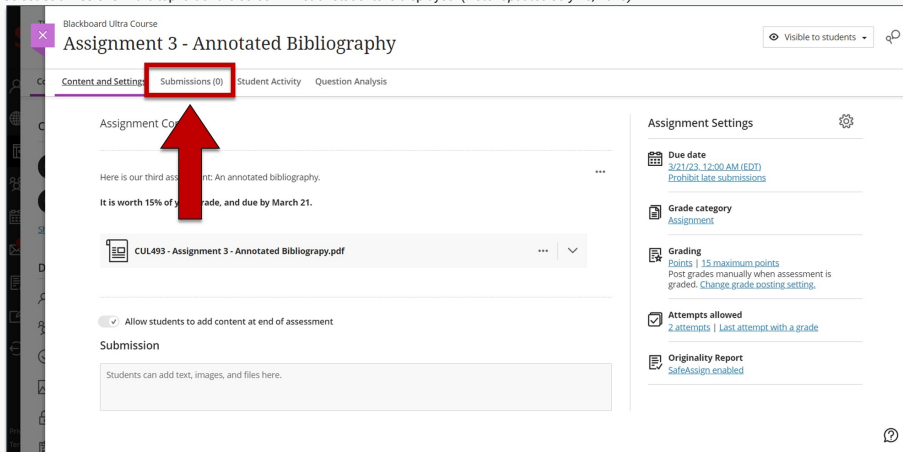 Blackboard Ultra Course
Assignment 3 - Annotated Bibliography
Visible to students
Content and Settings Submissions (0) Student Activity Question Analysis
Assignment
Here is our third
An annotated bibliography.
It is worth 15% of
and due by March 21.
CUL493 - Assignment 3 - Annotated Bibliograpy.pdf
Allow students to add content at end of assessment
Submission
Students can add text, images, and files here.
Assignment Settings
Due date
3/21/23, 12:00 AM (EDT)
Prohibit late submissions
Grade category
Assignment
Grading
Points | 15 maximum points
Post grades manually when assessment is
graded. Change grade posting setting.
Attempts allowed
2 attempts | Last attempt with a grade
Originality Report
SafeAssign enabled